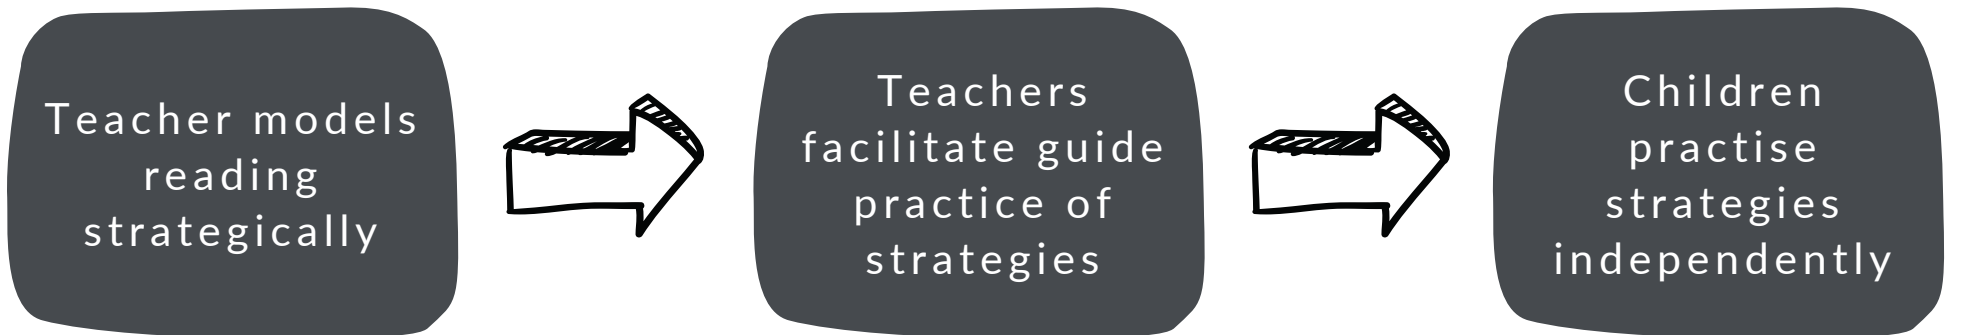 Teacher models
reading
strategically
Teachers
facilitate guide
practice of
strategies
Children
practise
strategies
independently